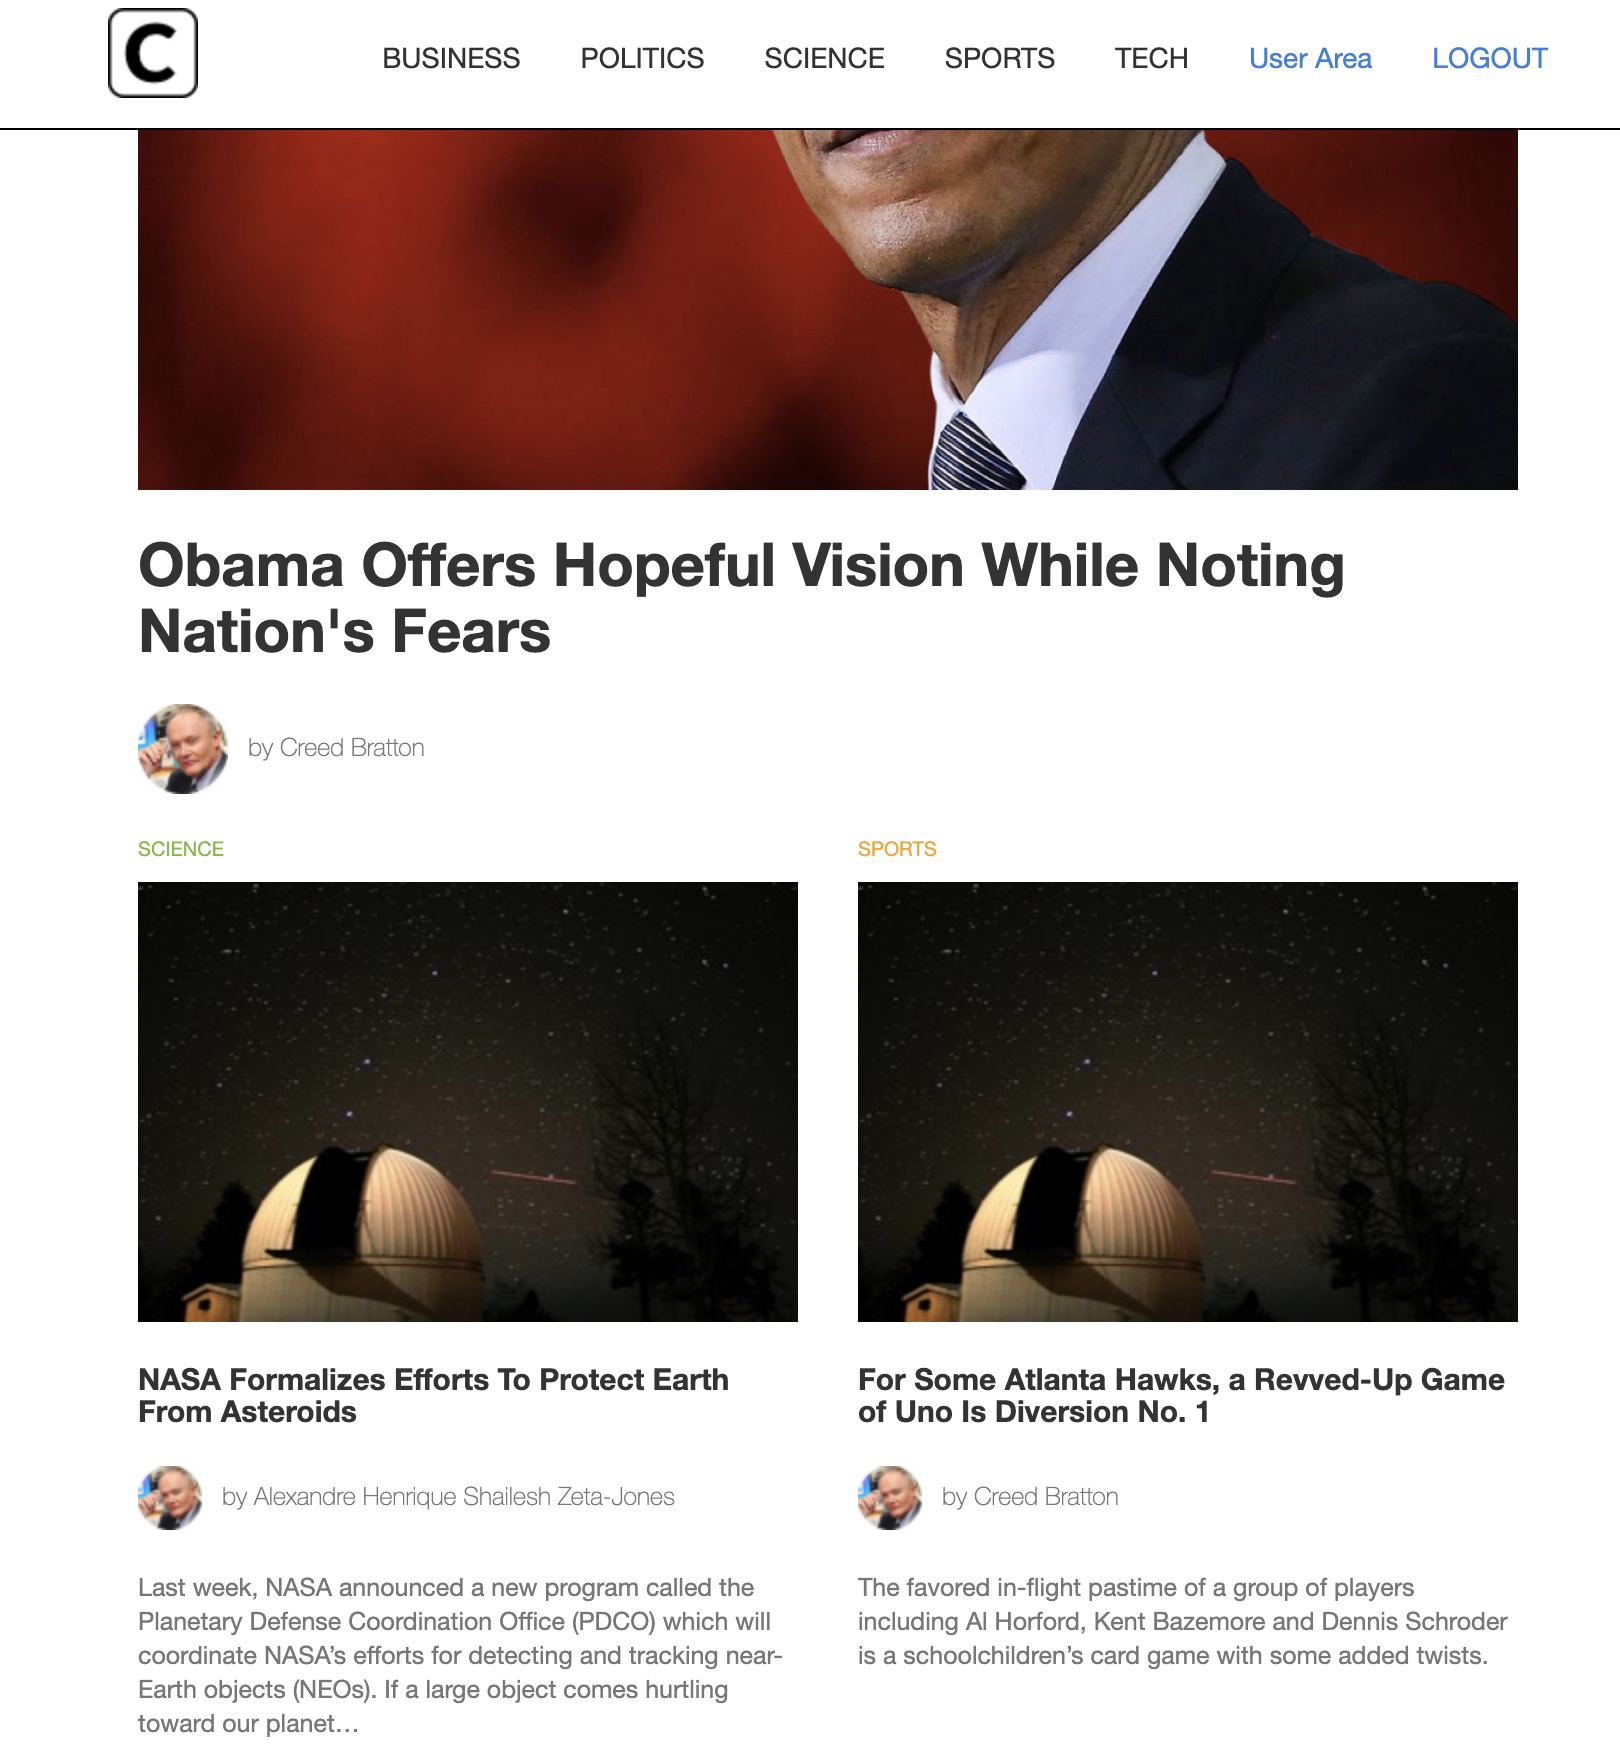 C
BUSINESS POLITICS SCIENCE SPORTS TECH User Area LOGOUT
Obama Offers Hopeful Vision While Noting
Nation's Fears
by Creed Bratton
SCIENCE
NASA Formalizes Efforts To Protect Earth
From Asteroids
by Alexandre Henrique Shailesh Zeta-Jones
Last week, NASA announced a new program called the
Planetary Defense Coordination Office (PDCO) which will
coordinate NASA’s efforts for detecting and tracking near-
Earth objects (NEOs). If a large object comes hurtling
toward our planet…
SPORTS
For Some Atlanta Hawks, a Revved-Up Game
of Uno Is Diversion No. 1
by Creed Bratton
The favored in-flight pastime of a group of players
including Al Horford, Kent Bazemore and Dennis Schroder
is a schoolchildren’s card game with some added twists.